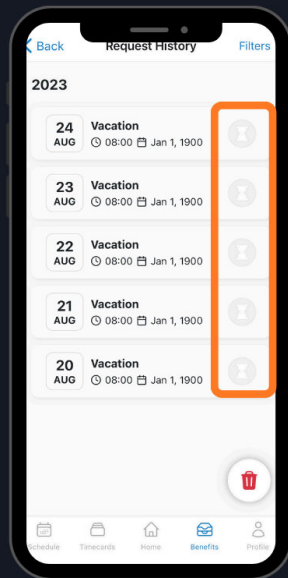 Back Request History Filters
2023
24 Vacation
AUG 08:00 Jan 1, 1900
23 Vacation
AUG 08:00 Jan 1, 1900
22 Vacation
AUG 08:00 Jan 1, 1900
21 Vacation
AUG 08:00 Jan 1, 1900
20 Vacation
AUG 08:00 Jan 1, 1900
Schedule Timecards Home Benefits Profile